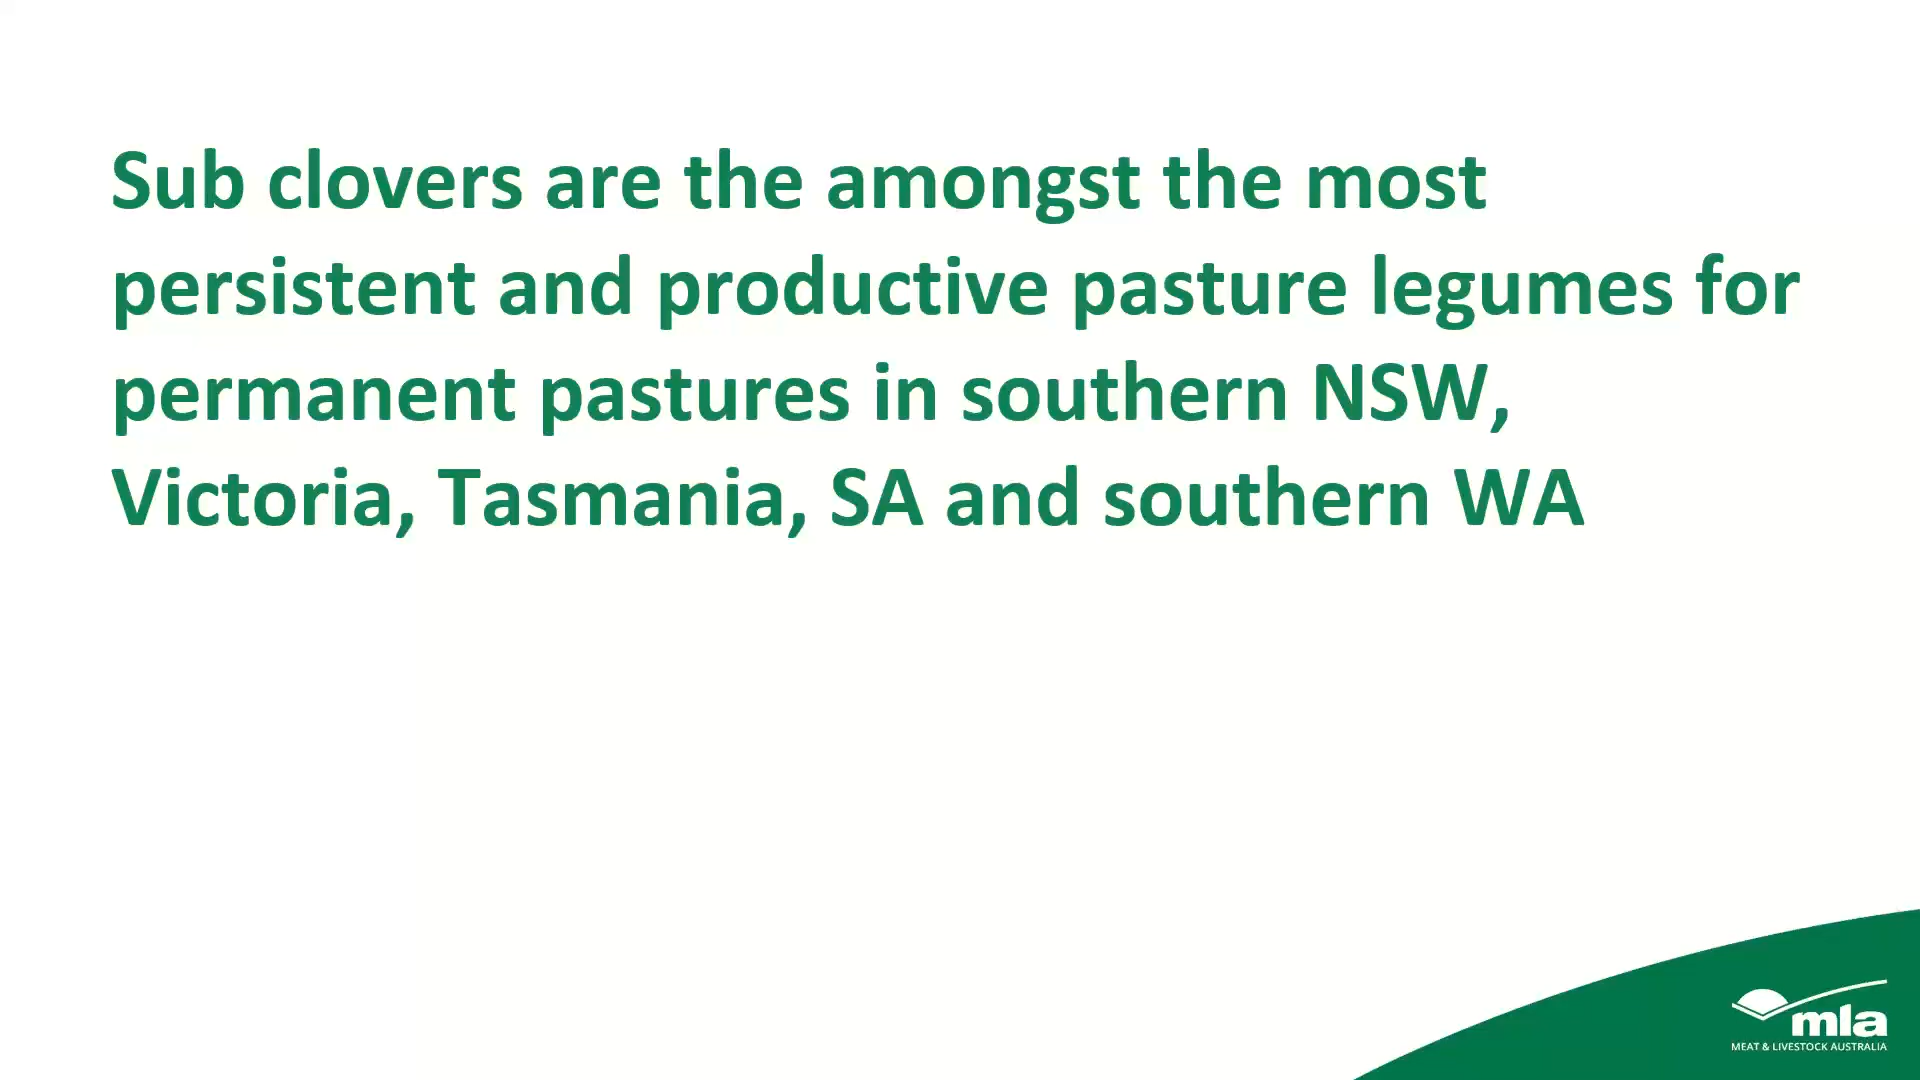 Sub clovers are the amongst the most
persistent and productive pasture legumes for
permanent pastures in southern NSW,
Victoria, Tasmania, SA and southern WA
mla
MEAT & LIVESTOCK AUSTRALIA